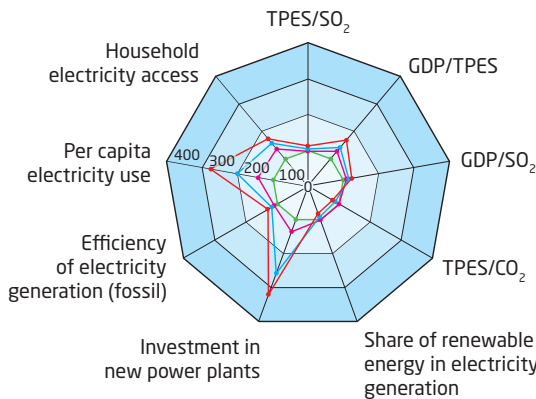 TPES/SO₂
Household
electricity access
GDP/TPES
Per capita
electricity use
400
300
200
100
0
GDP/SO₂
Efficiency
of electricity
generation (fossil)
TPES/CO₂
Investment in
new power plants
Share of renewable
energy in electricity
generation